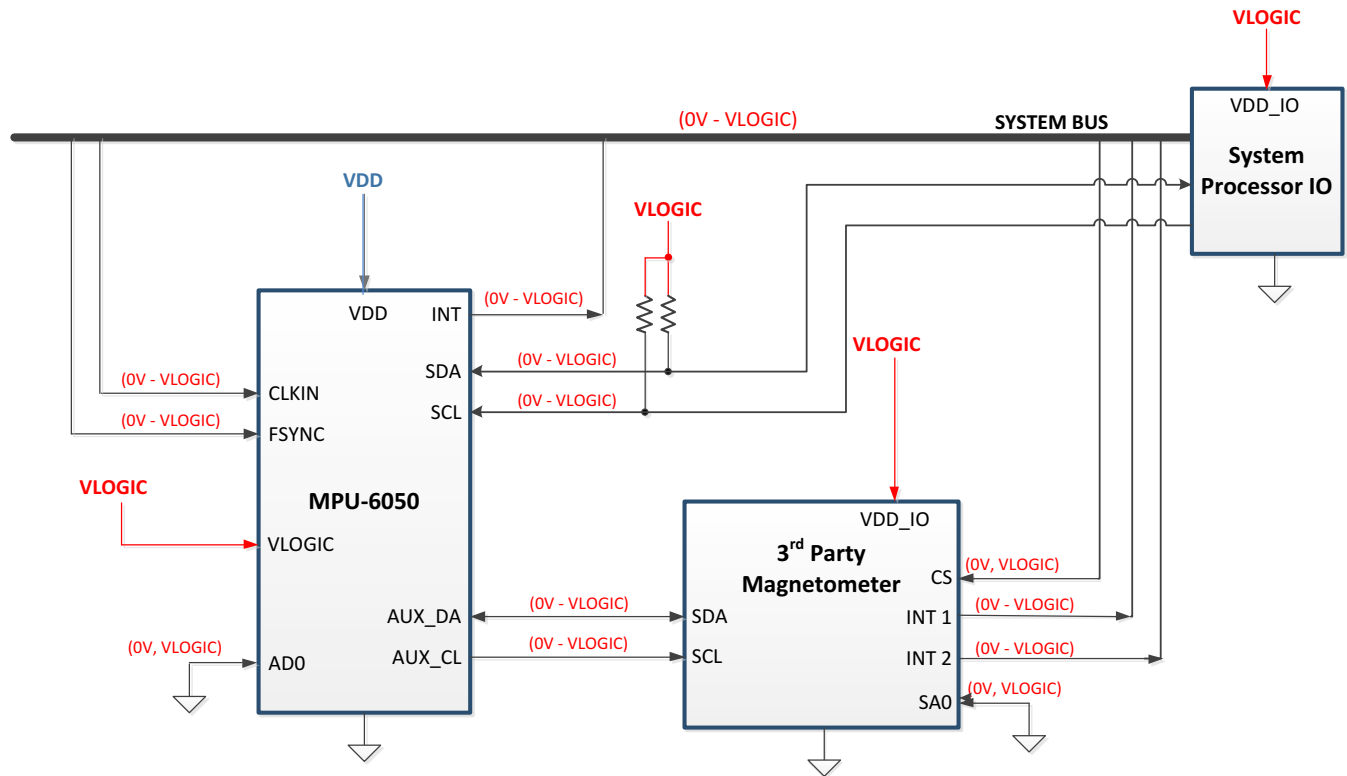 VLOGIC
VDD_IO
System
Processor IO
(0V - VLOGIC)
SYSTEM BUS
VDD
VLOGIC
VDD
INT
(0V - VLOGIC)
SDA
(0V - VLOGIC)
SCL
(0V - VLOGIC)
(0V - VLOGIC)
CLKIN
(0V - VLOGIC)
FSYNC
VLOGIC
VLOGIC
MPU-6050
VLOGIC
VDD_IO
3rd Party
Magnetometer
CS
(0V, VLOGIC)
AUX_DA
(0V - VLOGIC)
SDA
INT 1
(0V - VLOGIC)
(0V, VLOGIC)
AD0
AUX_CL
(0V - VLOGIC)
SCL
INT 2
(0V - VLOGIC)
SA0
(0V, VLOGIC)